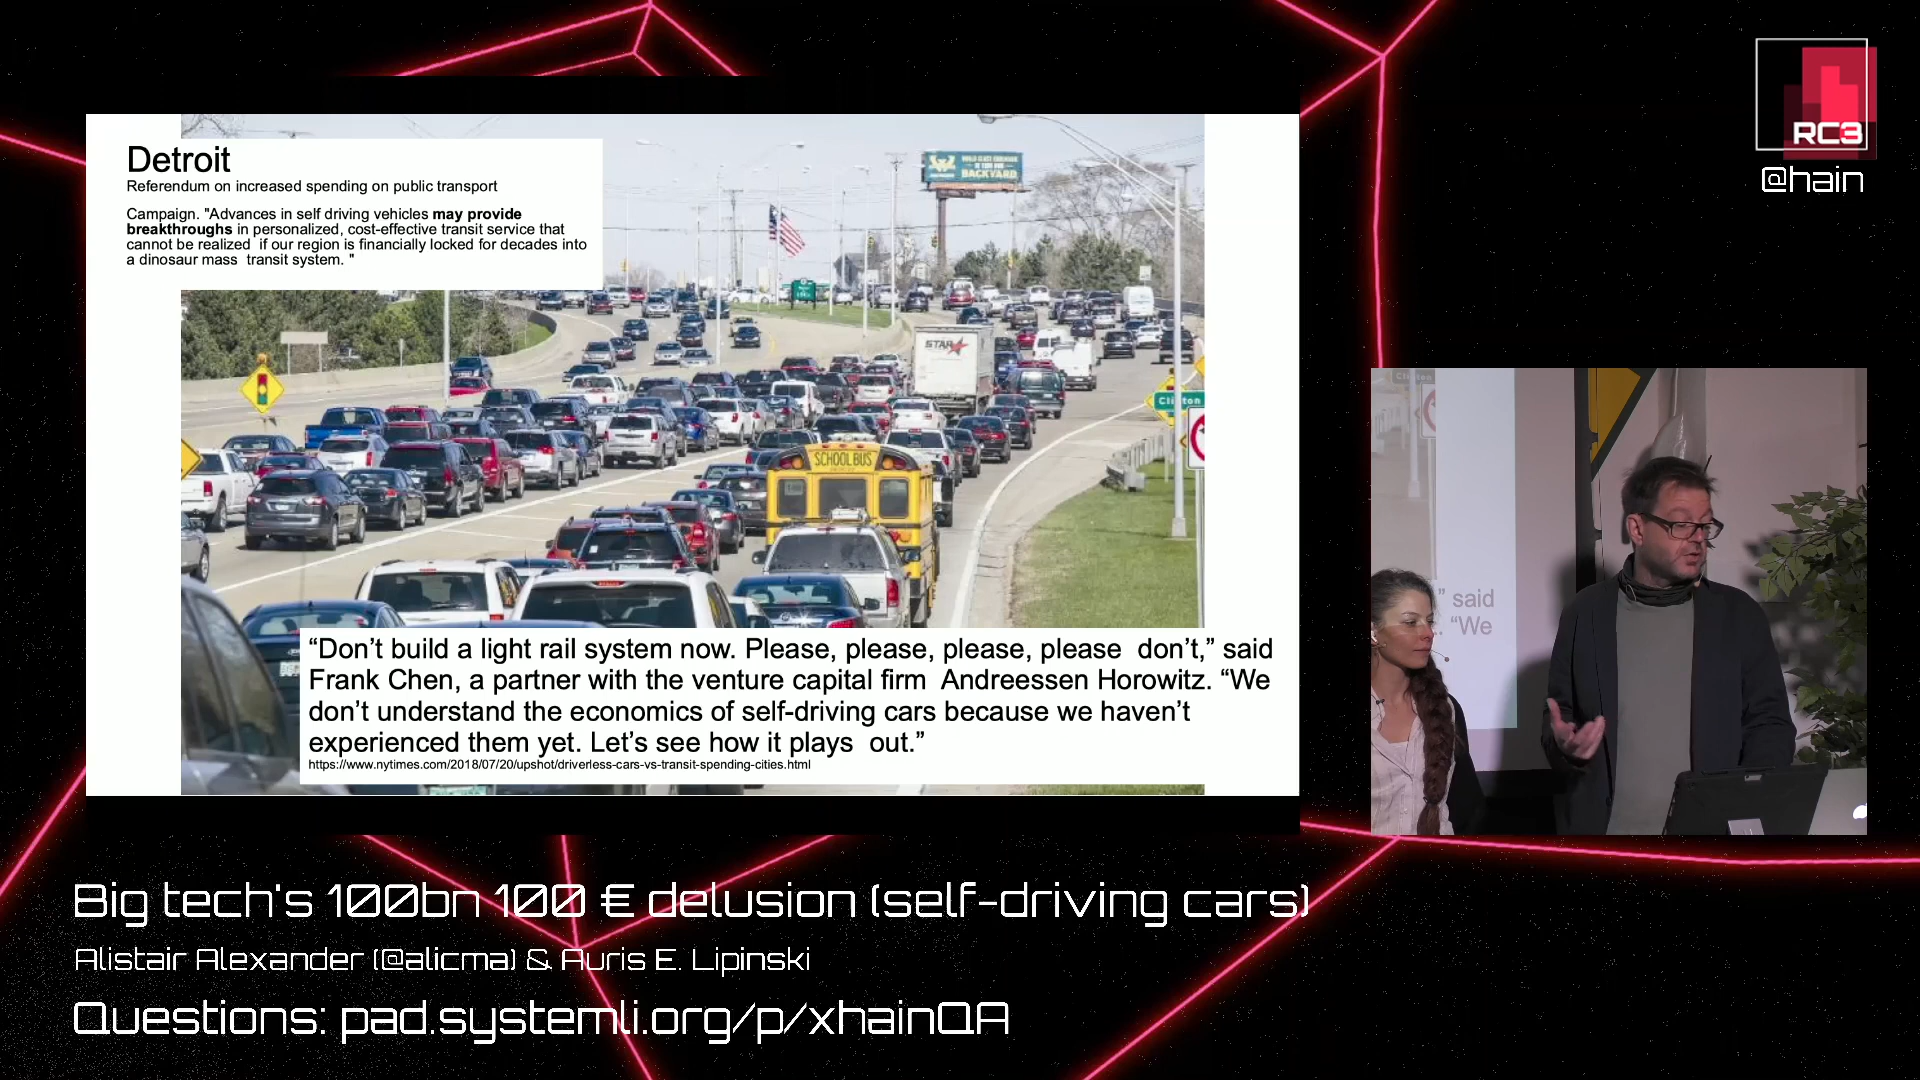 Detroit
Referendum on increased spending on public transport
Campaign. "Advances in self driving vehicles may provide
breakthroughs in personalized, cost-effective transit service that
cannot be realized  if our region is financially locked for decades into
a dinosaur mass  transit system. "
BACKYARD
STAR
Clinton
SCHOOL BUS
“Don’t build a light rail system now. Please, please, please, please  don’t,” said
Frank Chen, a partner with the venture capital firm  Andreessen Horowitz. “We
don’t understand the economics of self-driving cars because we haven’t
experienced them yet. Let’s see how it plays  out.”
https://www.nytimes.com/2018/07/20/upshot/driverless-cars-vs-transit-spending-cities.html
RC3
@hain
Clinton
” said
. “We
Big tech's 100bn 100 € delusion (self-driving cars)
Alistair Alexander (@alicma) & Auris E. Lipinski
Questions: pad.systemli.org/p/xhainQA